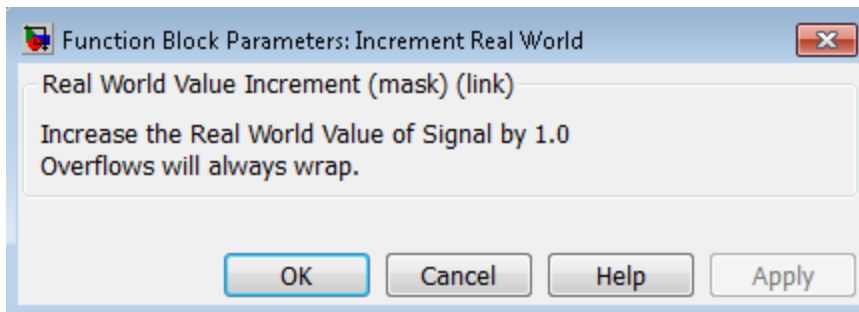 Function Block Parameters: Increment Real World
Real World Value Increment (mask) (link)
Increase the Real World Value of Signal by 1.0
Overflows will always wrap.
OK Cancel Help Apply